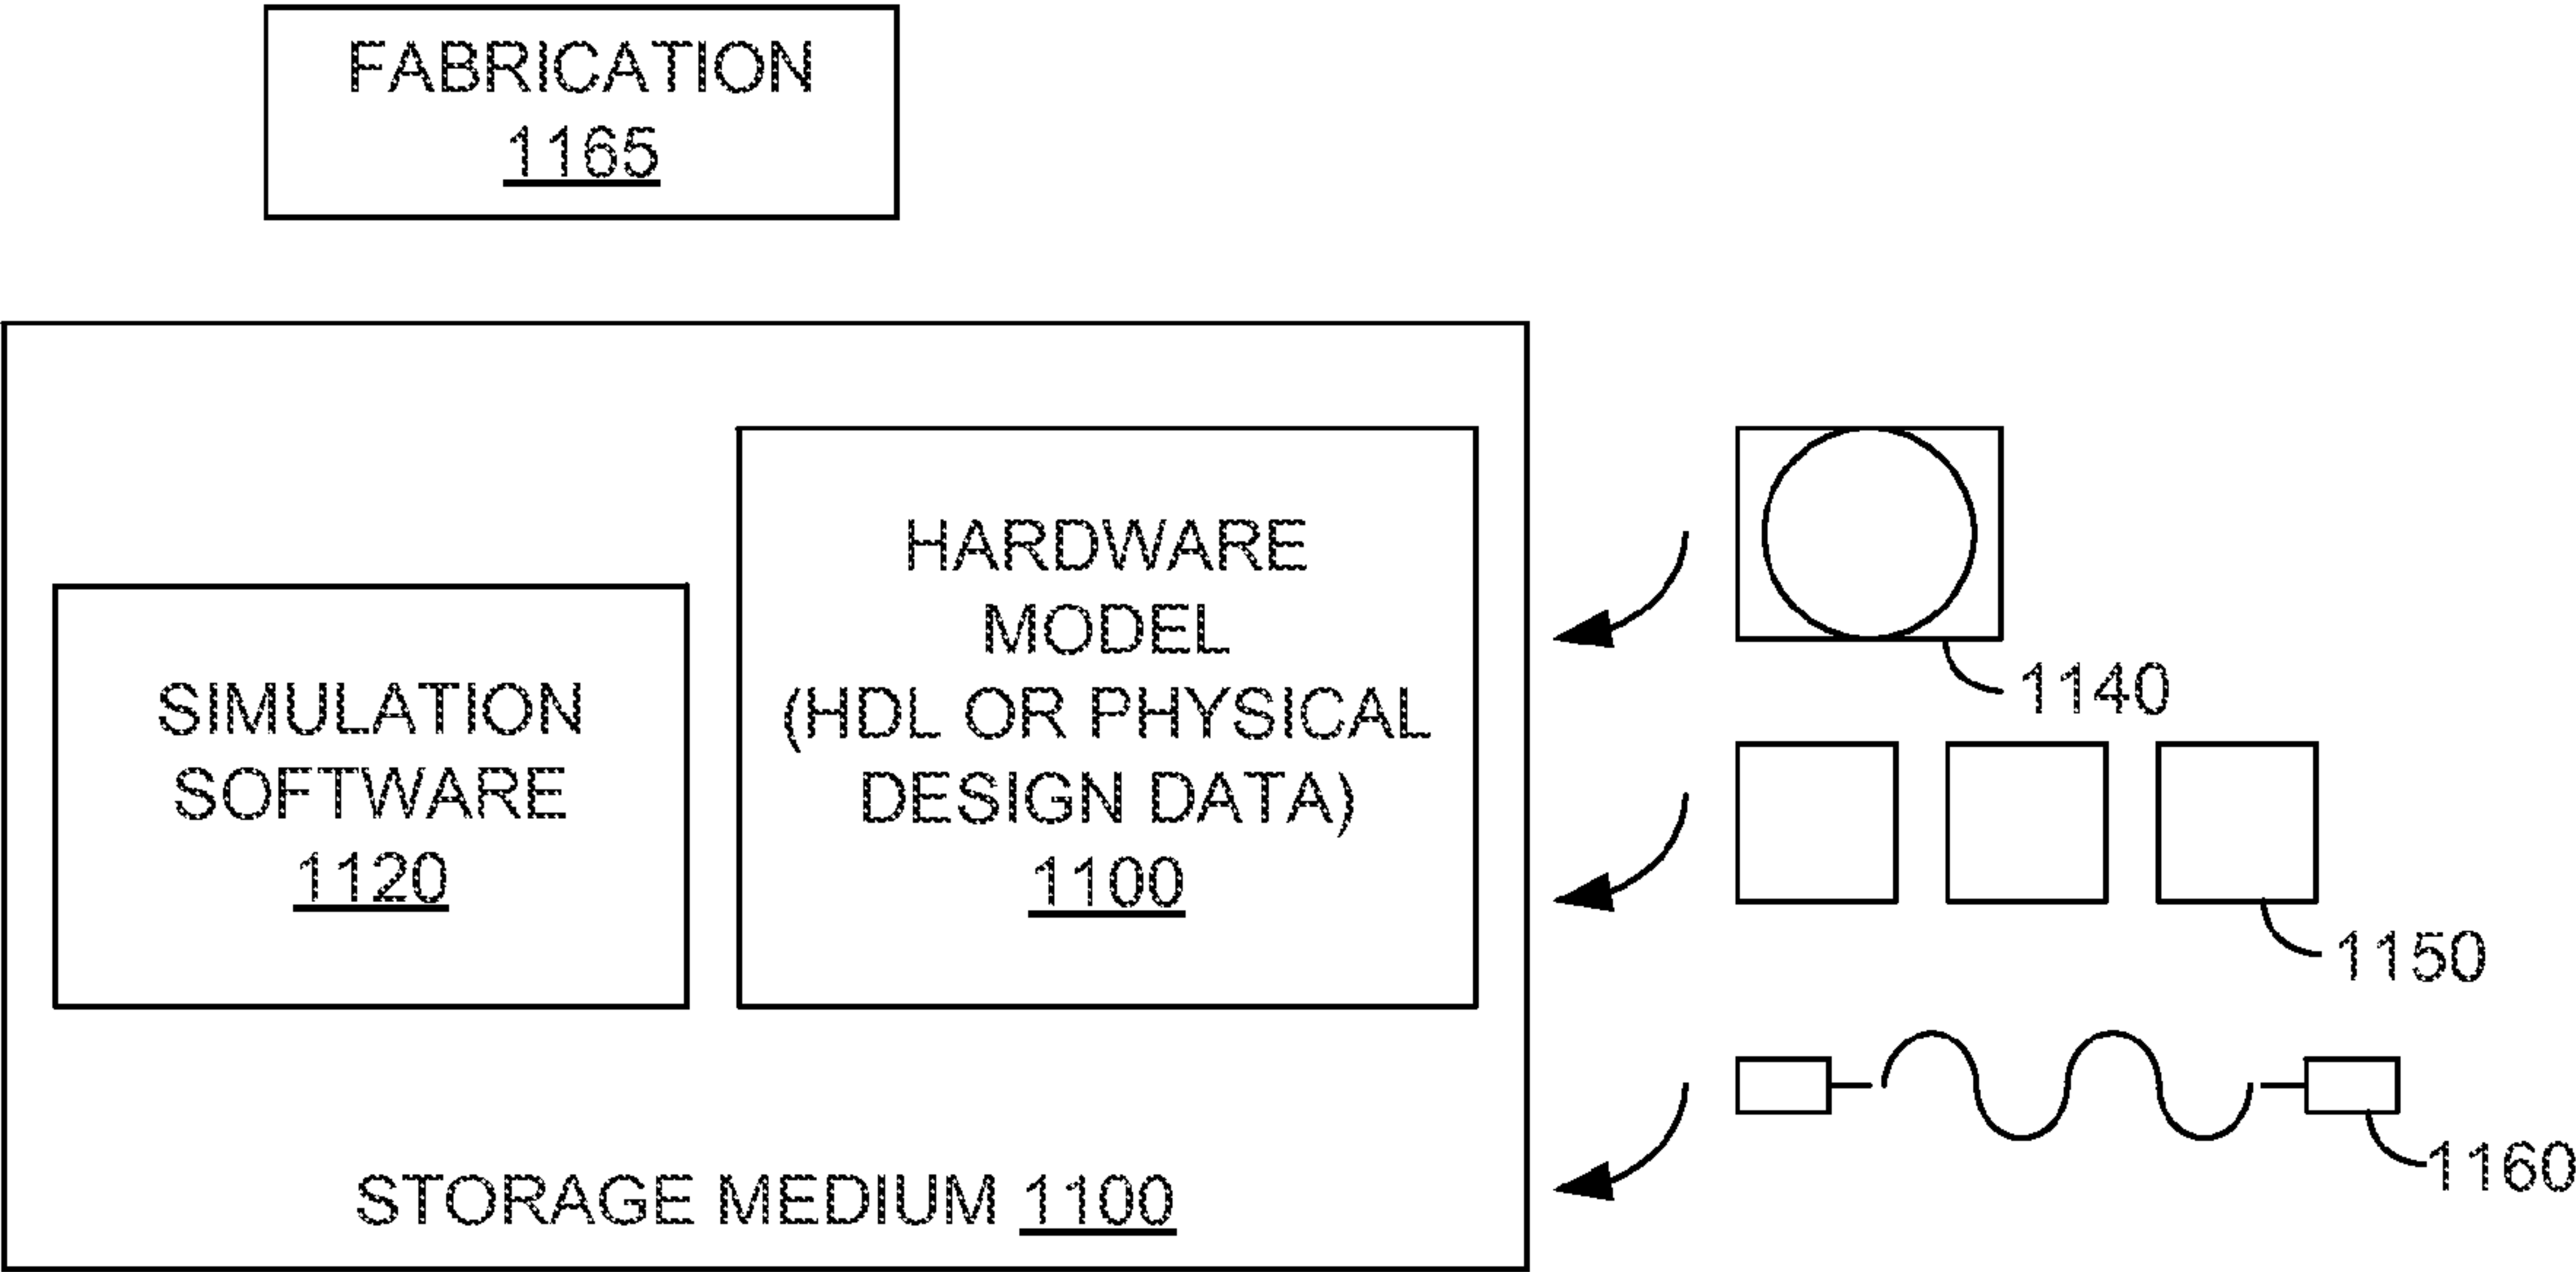 FABRICATION
1165
HARDWARE
MODEL
(HDL OR PHYSICAL
DESIGN DATA)
1100
SIMULATION
SOFTWARE
1120
STORAGE MEDIUM 1100
1140
1150
1160